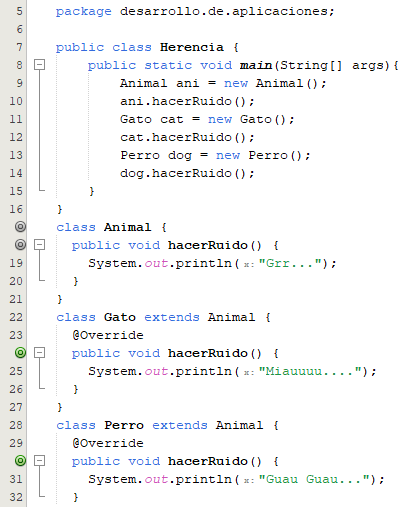 5 package desarrollo.de.aplicaciones;
6
7 public class Herencia {
8 public static void main(String[] args){
9 Animal ani = new Animal();
10 ani.hacerRuido();
11 Gato cat = new Gato();
12 cat.hacerRuido();
13 Perro dog = new Perro();
14 dog.hacerRuido();
15 }
16 }
class Animal {
public void hacerRuido() {
19 System.out.println(x: "Grr...");
20 }
21 }
22 class Gato extends Animal {
23 @Override
public void hacerRuido() {
25 System.out.println(x: "Miauuuu....");
26 }
27 }
28 class Perro extends Animal {
29 @Override
public void hacerRuido() {
31 System.out.println(x: "Guau Guau...");
32 }